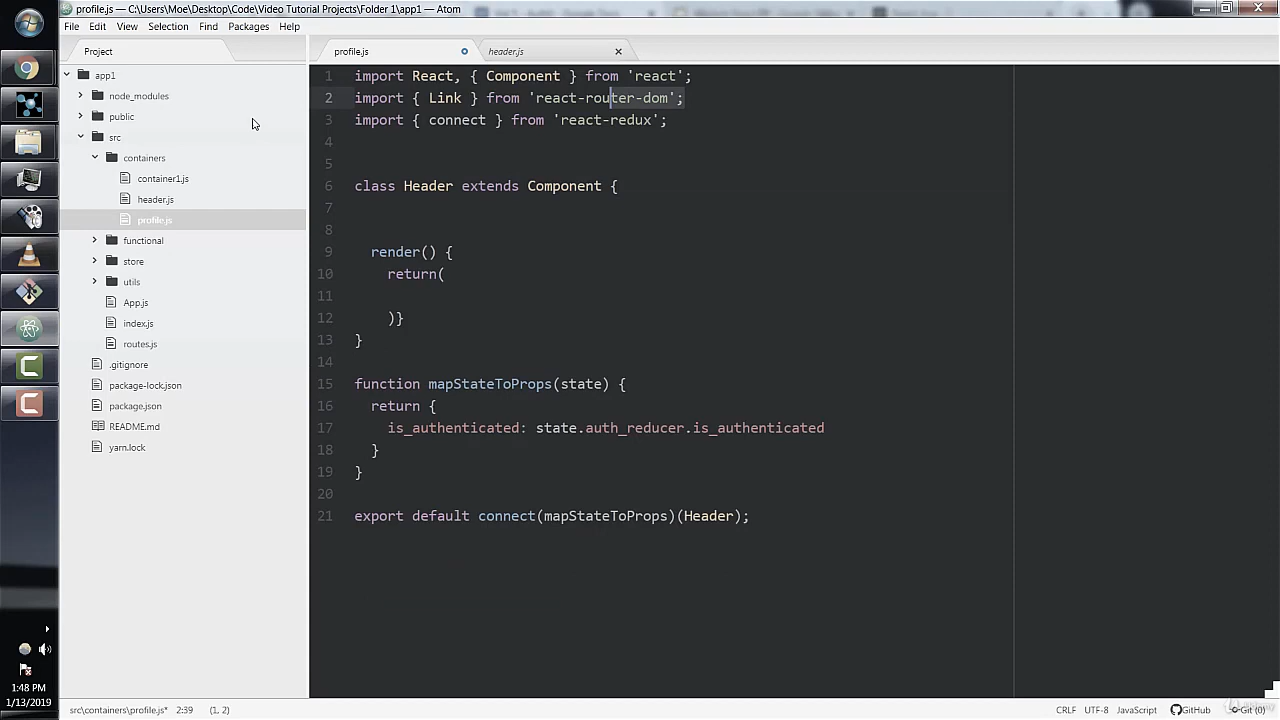 profile.js — C:\Users\Moe\Desktop\Code\Video Tutorial Projects\Folder 1\app1 — Atom
File Edit View Selection Find Packages Help
Project
profile.js
header.js
app1
node_modules
public
src
containers
container1.js
header.js
profile.js
functional
store
utils
App.js
index.js
routes.js
.gitignore
package-lock.json
package.json
README.md
yarn.lock
1 import React, { Component } from 'react';
2 import { Link } from 'react-router-dom';
3 import { connect } from 'react-redux';
4
5
6 class Header extends Component {
7
8
9 render() {
10 return(
11
12 )}
13 }
14
15 function mapStateToProps(state) {
16 return {
17 is_authenticated: state.auth_reducer.is_authenticated
18 }
19 }
20
21 export default connect(mapStateToProps)(Header);
1:48 PM
1/13/2019
src\containers\profile.js* 2:39 (1, 2)
CRLF UTF-8 JavaScript GitHub Git (0)